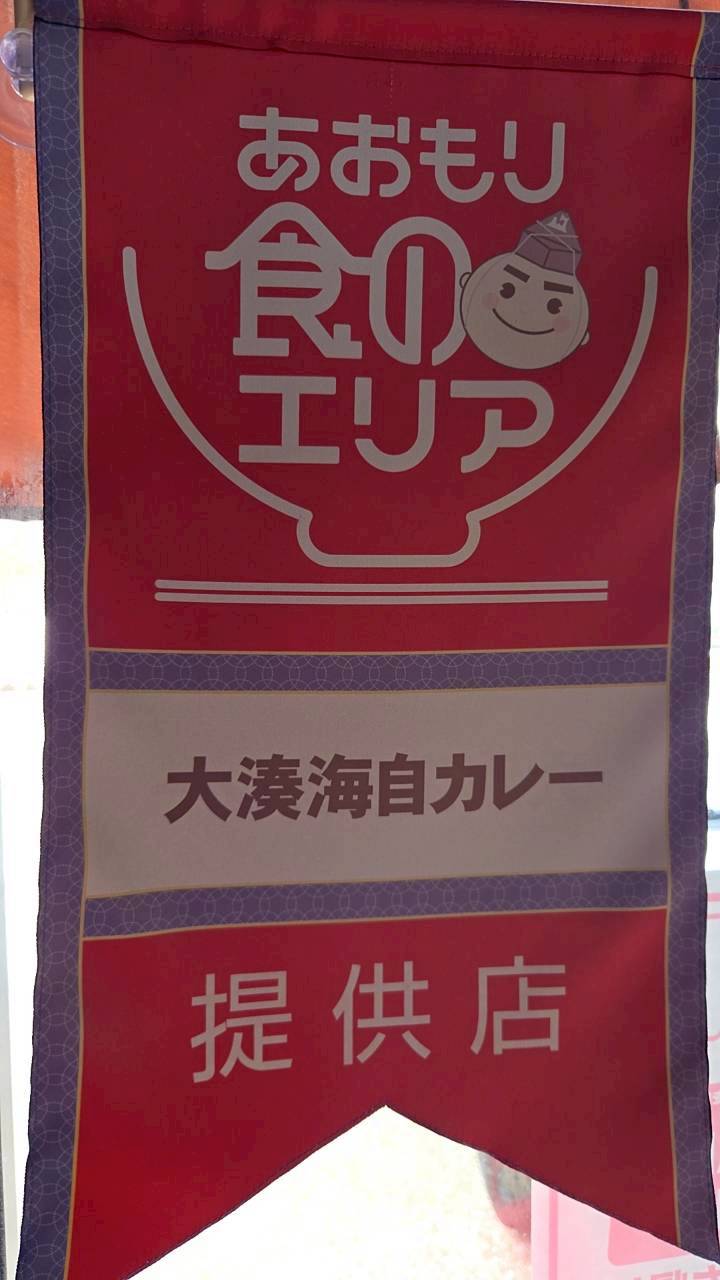 あおもり
食の
エリア
大湊海自カレー
提供店